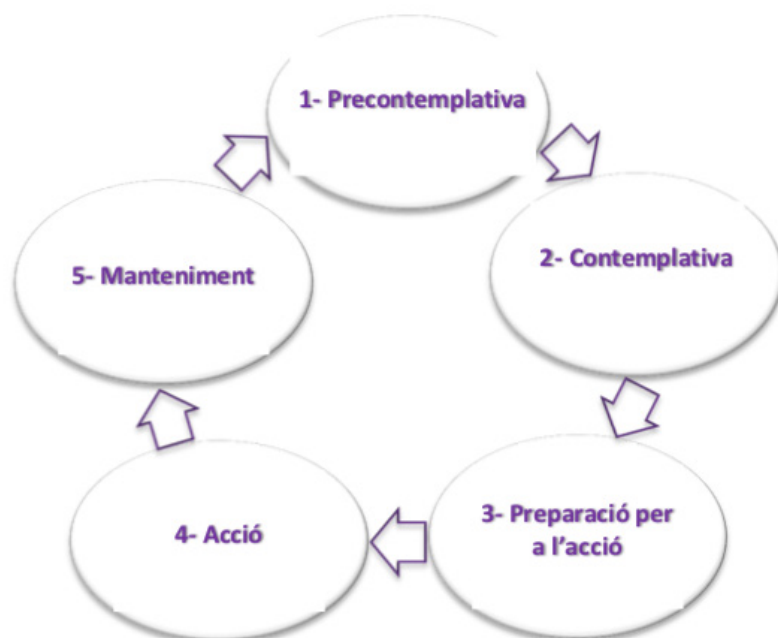 1- Precontemplativa
2- Contemplativa
3- Preparació per
a l’acció
4- Acció
5- Manteniment